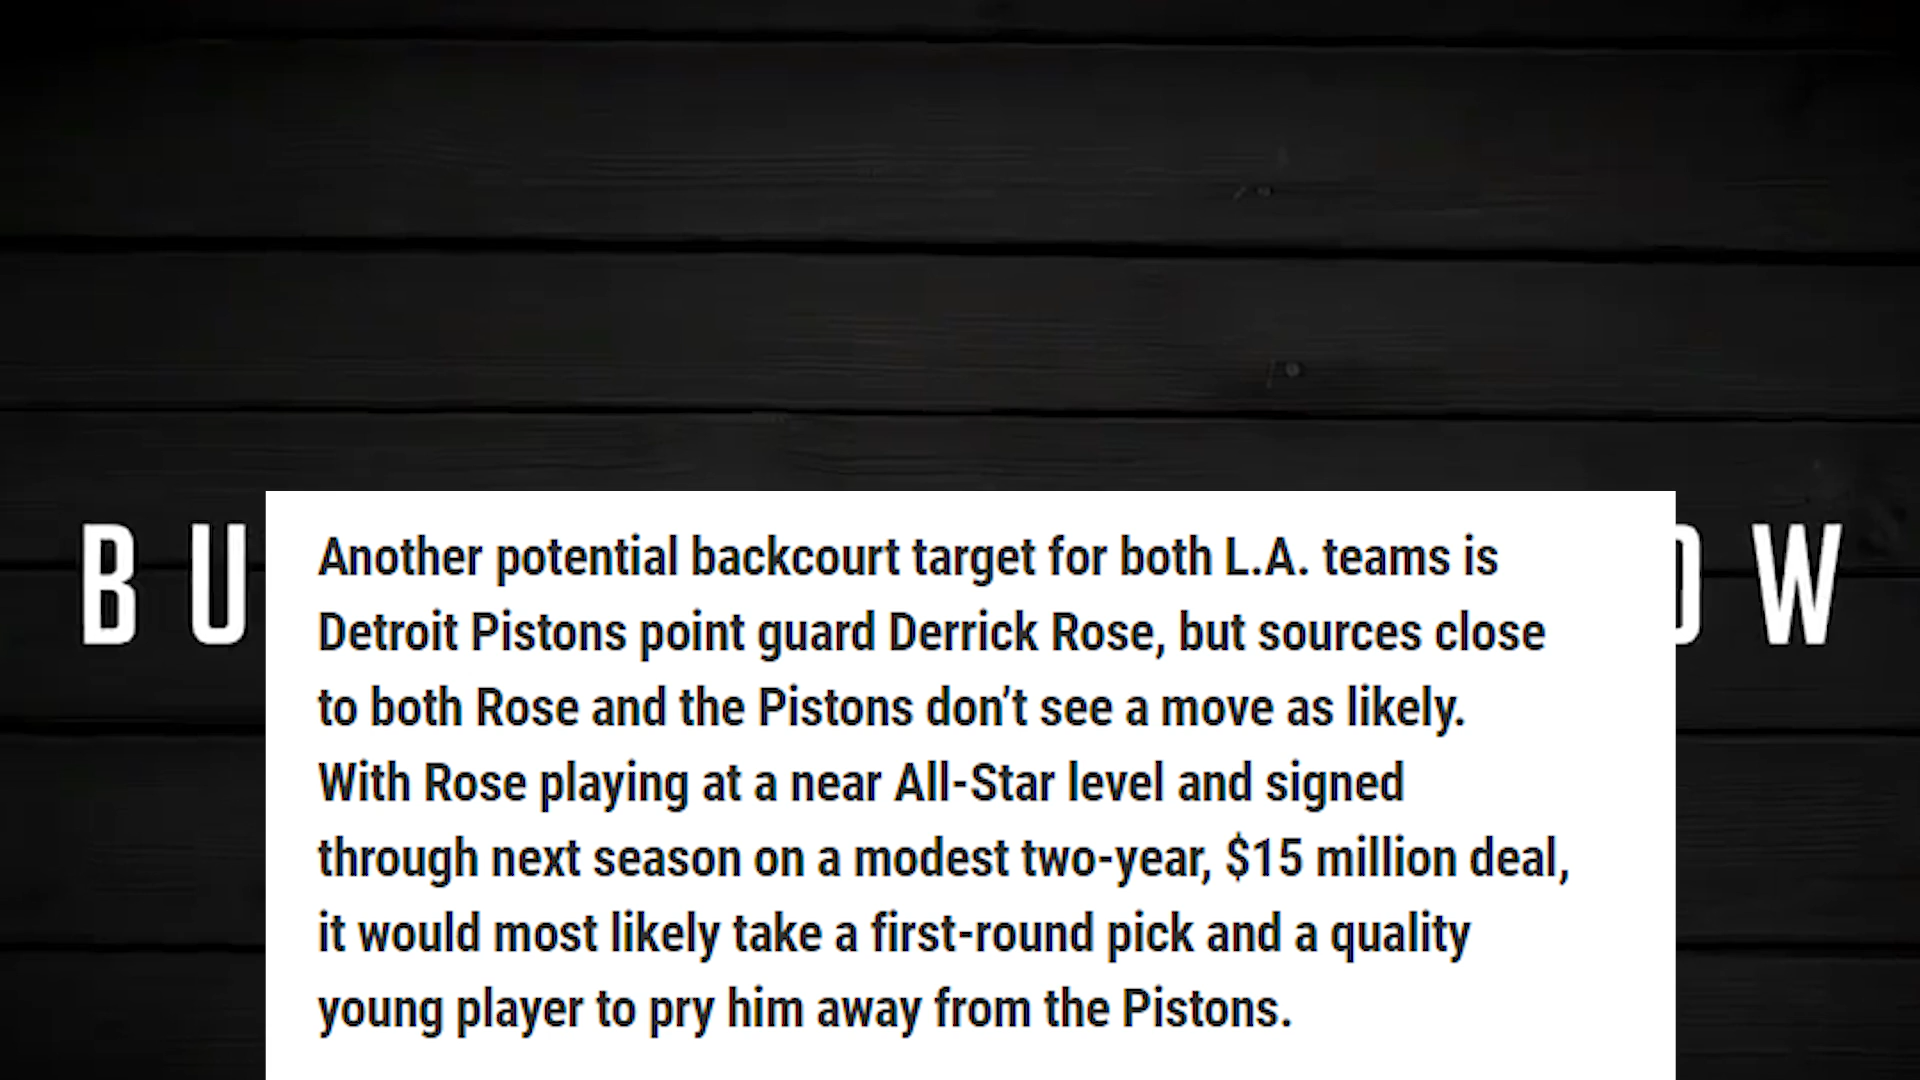 BU
OW
Another potential backcourt target for both L.A. teams is
Detroit Pistons point guard Derrick Rose, but sources close
to both Rose and the Pistons don’t see a move as likely.
With Rose playing at a near All-Star level and signed
through next season on a modest two-year, $15 million deal,
it would most likely take a first-round pick and a quality
young player to pry him away from the Pistons.